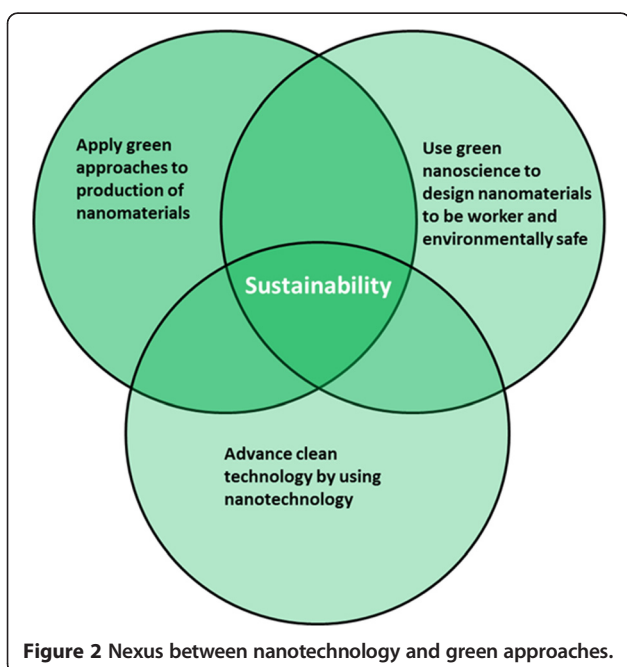 Apply green
approaches to
production of
nanomaterials
Use green
nanoscience to
design nanomaterials
to be worker and
environmentally safe
Sustainability
Advance clean
technology by using
nanotechnology
Figure 2 Nexus between nanotechnology and green approaches.